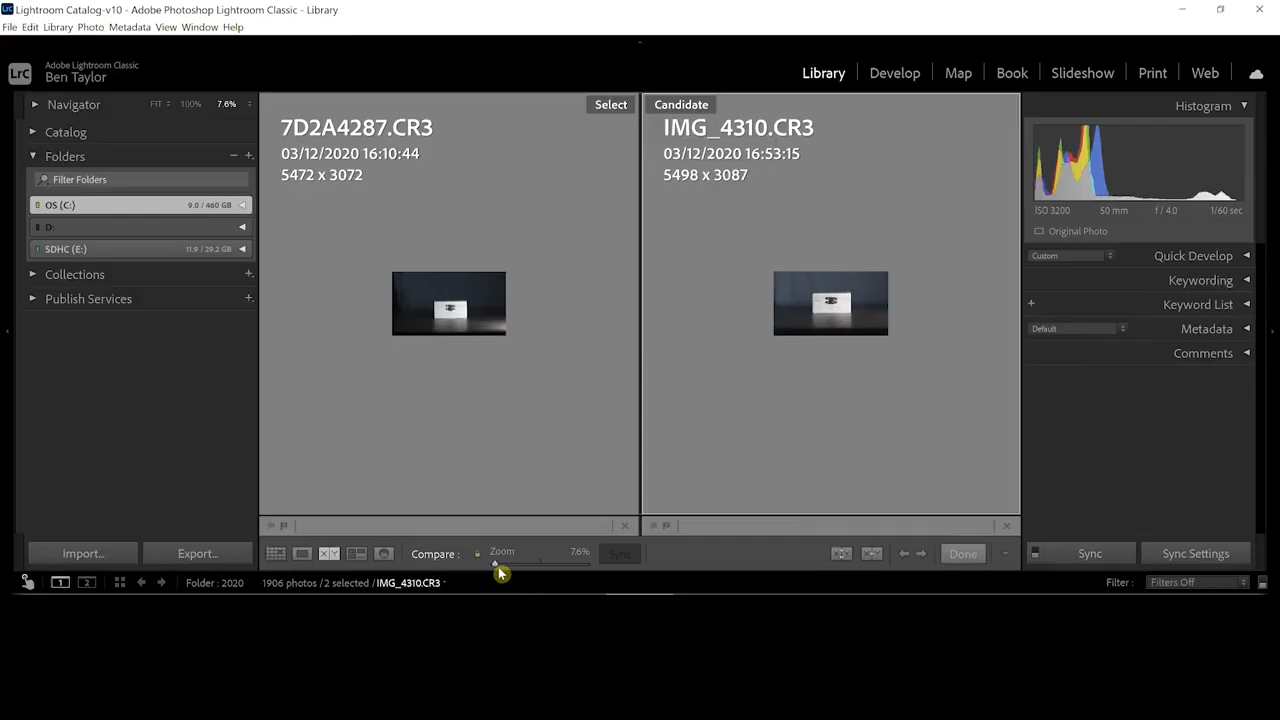 Lightroom Catalog-v10 - Adobe Photoshop Lightroom Classic - Library
File Edit Library Photo Metadata View Window Help
LrC
Adobe Lightroom Classic
Ben Taylor
Library Develop Map Book Slideshow Print Web
Navigator FIT 100% 7.6%
Catalog
Folders
Filter Folders
OS (C:) 9.0 / 460 GB
D:
SDHC (E:) 11.9 / 29.2 GB
Collections
Publish Services
Import... Export...
Select
7D2A4287.CR3
03/12/2020 16:10:44
5472 x 3072
Candidate
IMG_4310.CR3
03/12/2020 16:53:15
5498 x 3087
Histogram
ISO 3200 50 mm f / 4.0 1/60 sec
Original Photo
Custom Quick Develop
Keywording
Keyword List
Default Metadata
Comments
XY Compare : Zoom 7.6% Sync Done
Sync Sync Settings
1 2 Folder : 2020 1906 photos / 2 selected / IMG_4310.CR3
Filter : Filters Off